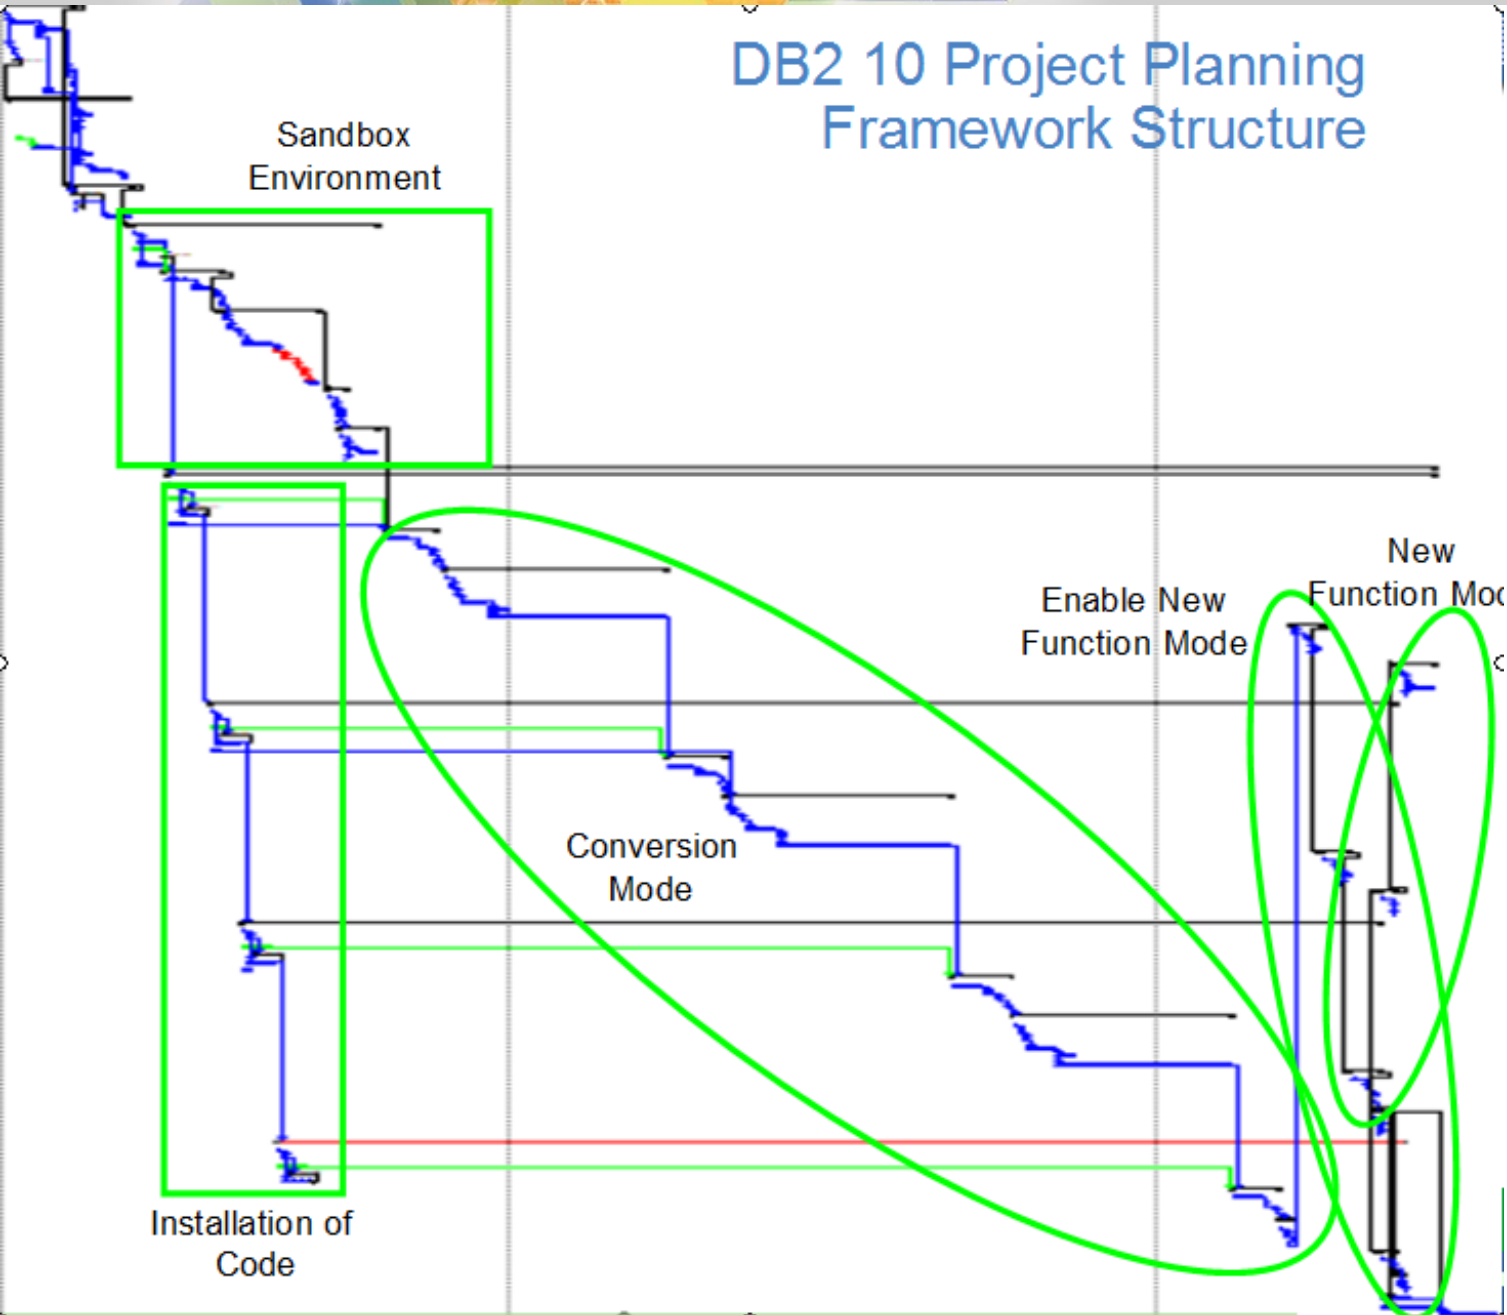 DB2 10 Project Planning
Framework Structure
Sandbox
Environment
New
Function Mod
Enable New
Function Mode
Conversion
Mode
Installation of
Code